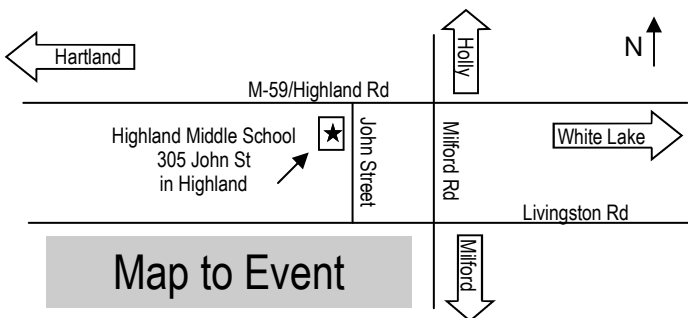 Holly
N
Hartland
M-59/Highland Rd
Highland Middle School
305 John St
in Highland
John Street
Milford Rd
White Lake
Livingston Rd
Map to Event
Milford